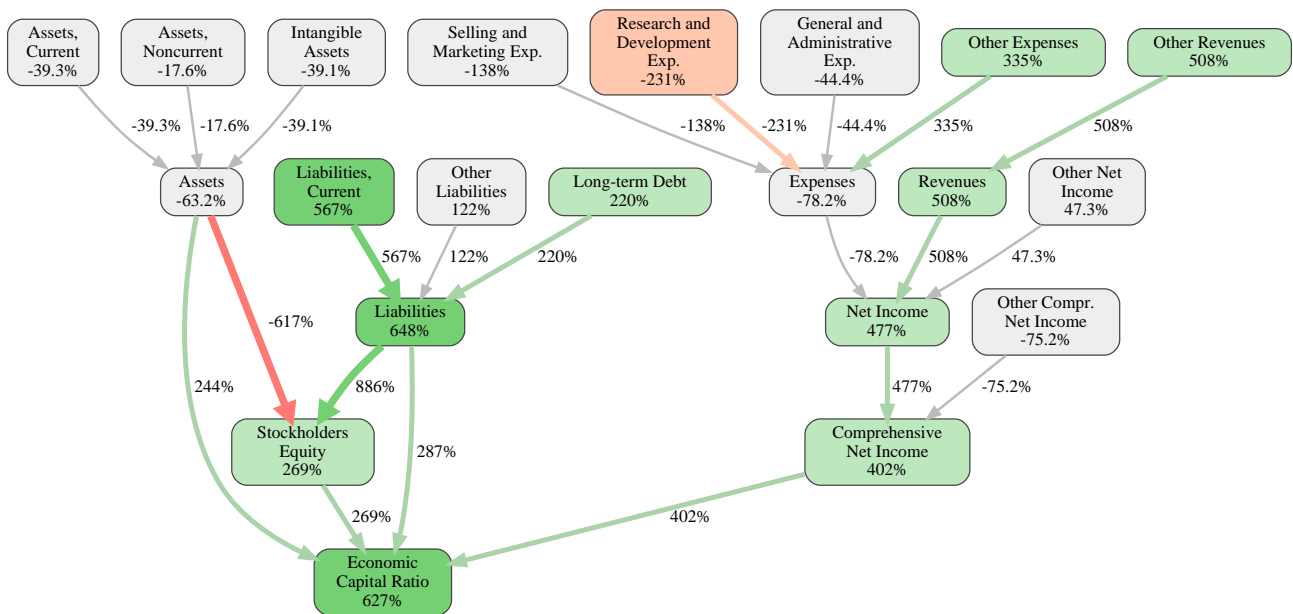 Assets,
Current
-39.3%
Assets,
Noncurrent
-17.6%
Intangible
Assets
-39.1%
Selling and
Marketing Exp.
-138%
Research and
Development
Exp.
-231%
General and
Administrative
Exp.
-44.4%
Other Expenses
335%
Other Revenues
508%
-39.3%
-17.6%
-39.1%
-138%
-231%
-44.4%
335%
508%
Assets
-63.2%
Liabilities,
Current
567%
Other
Liabilities
122%
Long-term Debt
220%
Expenses
-78.2%
Revenues
508%
Other Net
Income
47.3%
-617%
567%
122%
220%
-78.2%
508%
47.3%
Liabilities
648%
Net Income
477%
Other Compr.
Net Income
-75.2%
244%
886%
287%
477%
-75.2%
Stockholders
Equity
269%
Comprehensive
Net Income
402%
269%
402%
Economic
Capital Ratio
627%